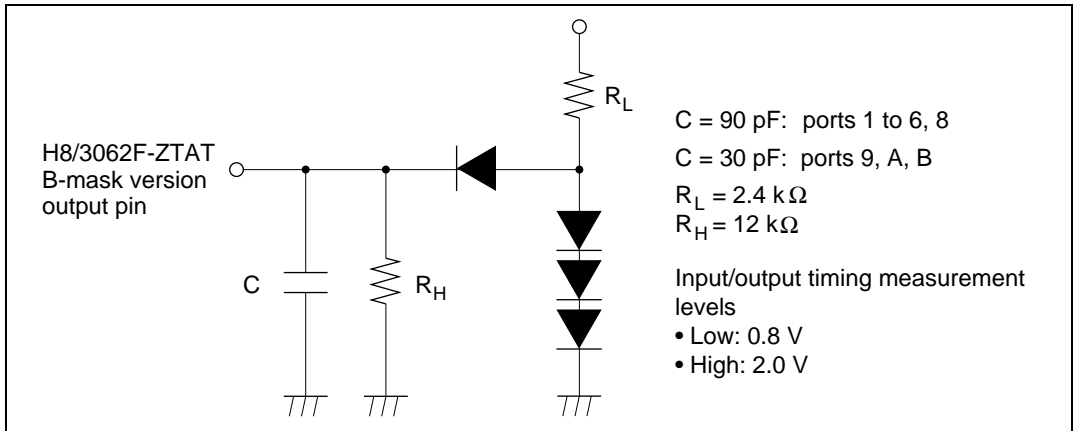 R_L
H8/3062F-ZTAT
B-mask version
output pin
C
R_H
C = 90 pF: ports 1 to 6, 8
C = 30 pF: ports 9, A, B
R_L = 2.4 kΩ
R_H = 12 kΩ
Input/output timing measurement
levels
• Low: 0.8 V
• High: 2.0 V